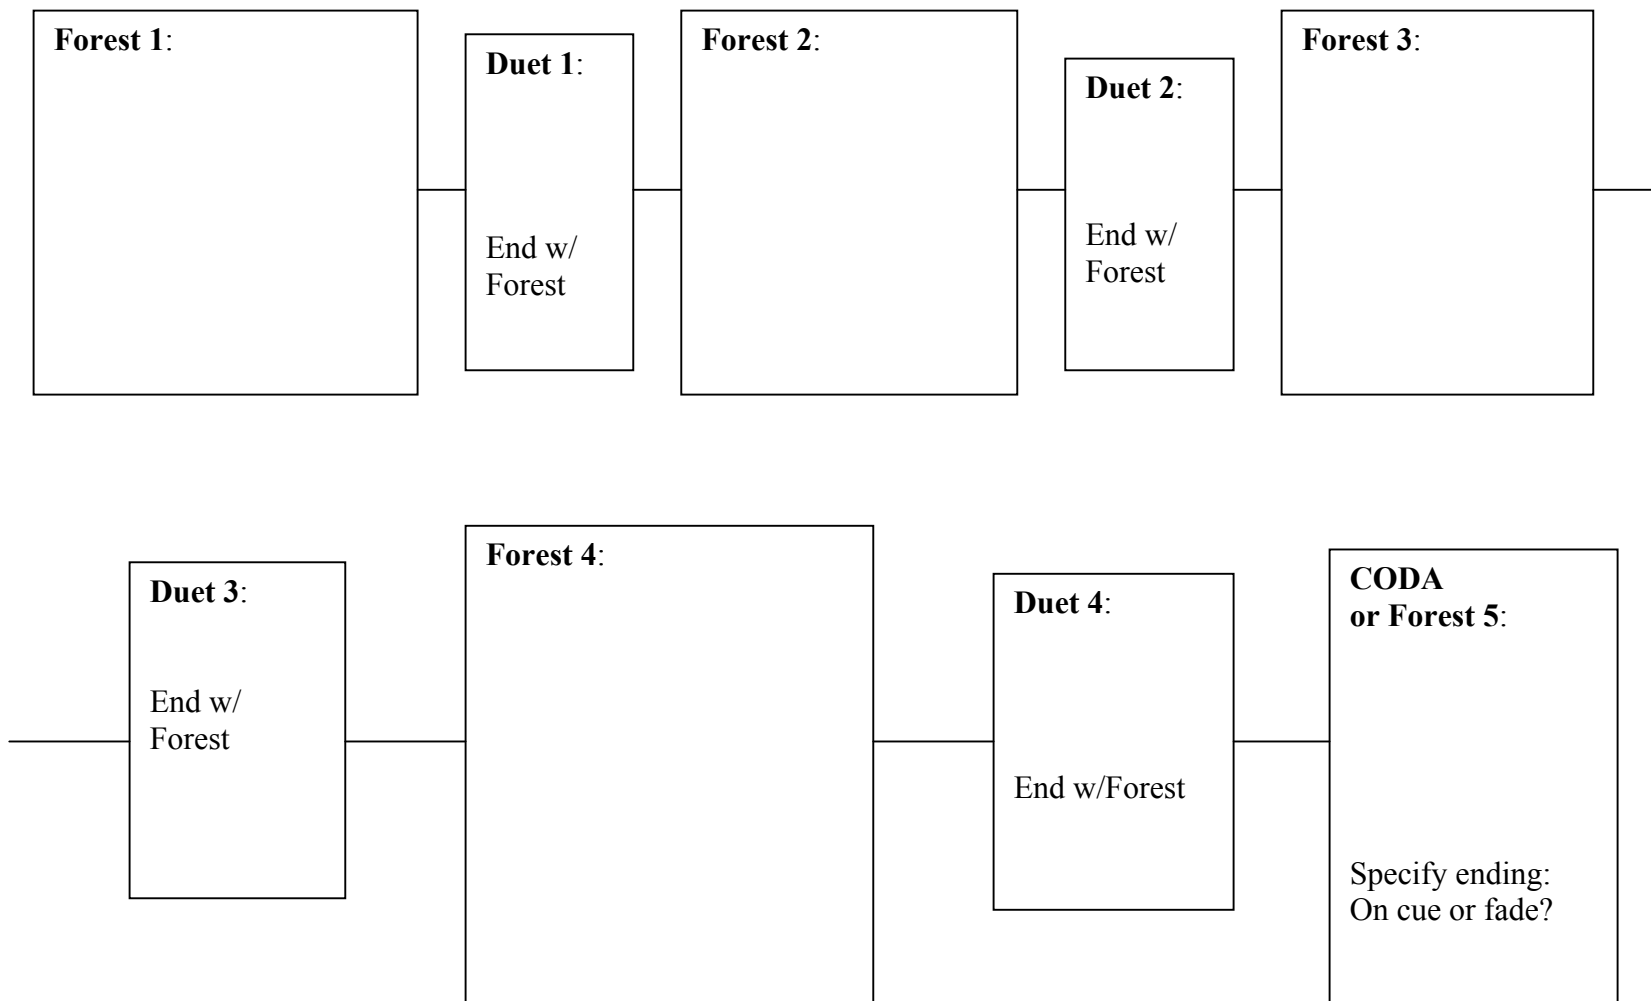 Forest 1:
Duet 1:
End w/
Forest
Forest 2:
Duet 2:
End w/
Forest
Forest 3:
Duet 3:
End w/
Forest
Forest 4:
Duet 4:
End w/Forest
CODA
or Forest 5:
Specify ending:
On cue or fade?